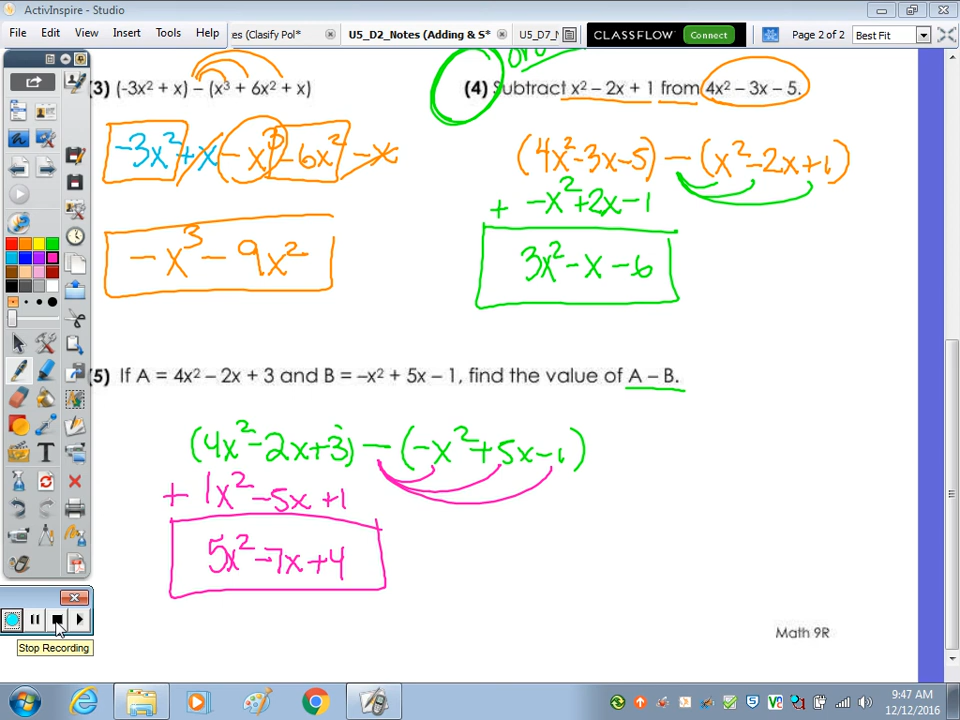 ActivInspire
File Edit View Insert Tools Help
tes (Clasify Pol* U5_D2_Notes (Adding & S* U5_D7_N
CLASSFLOW Connect
Page 2 of 2 Best Fit
(3) (-3x² + x) – (x³ + 6x² + x)
-3x² + x - x³ - 6x² - x
- x³ - 9x²
(4) Subtract x² – 2x + 1 from 4x² – 3x – 5.
(4x²-3x-5) - (x²-2x+1)
+ -x²+2x-1
3x²-x-6
(5) If A = 4x² – 2x + 3 and B = –x² + 5x – 1, find the value of A – B.
(4x²-2x+3) - (-x²+5x-1)
+ 1x²-5x+1
5x²-7x+4
Stop Recording
Math 9R
9:47 AM
12/12/2016